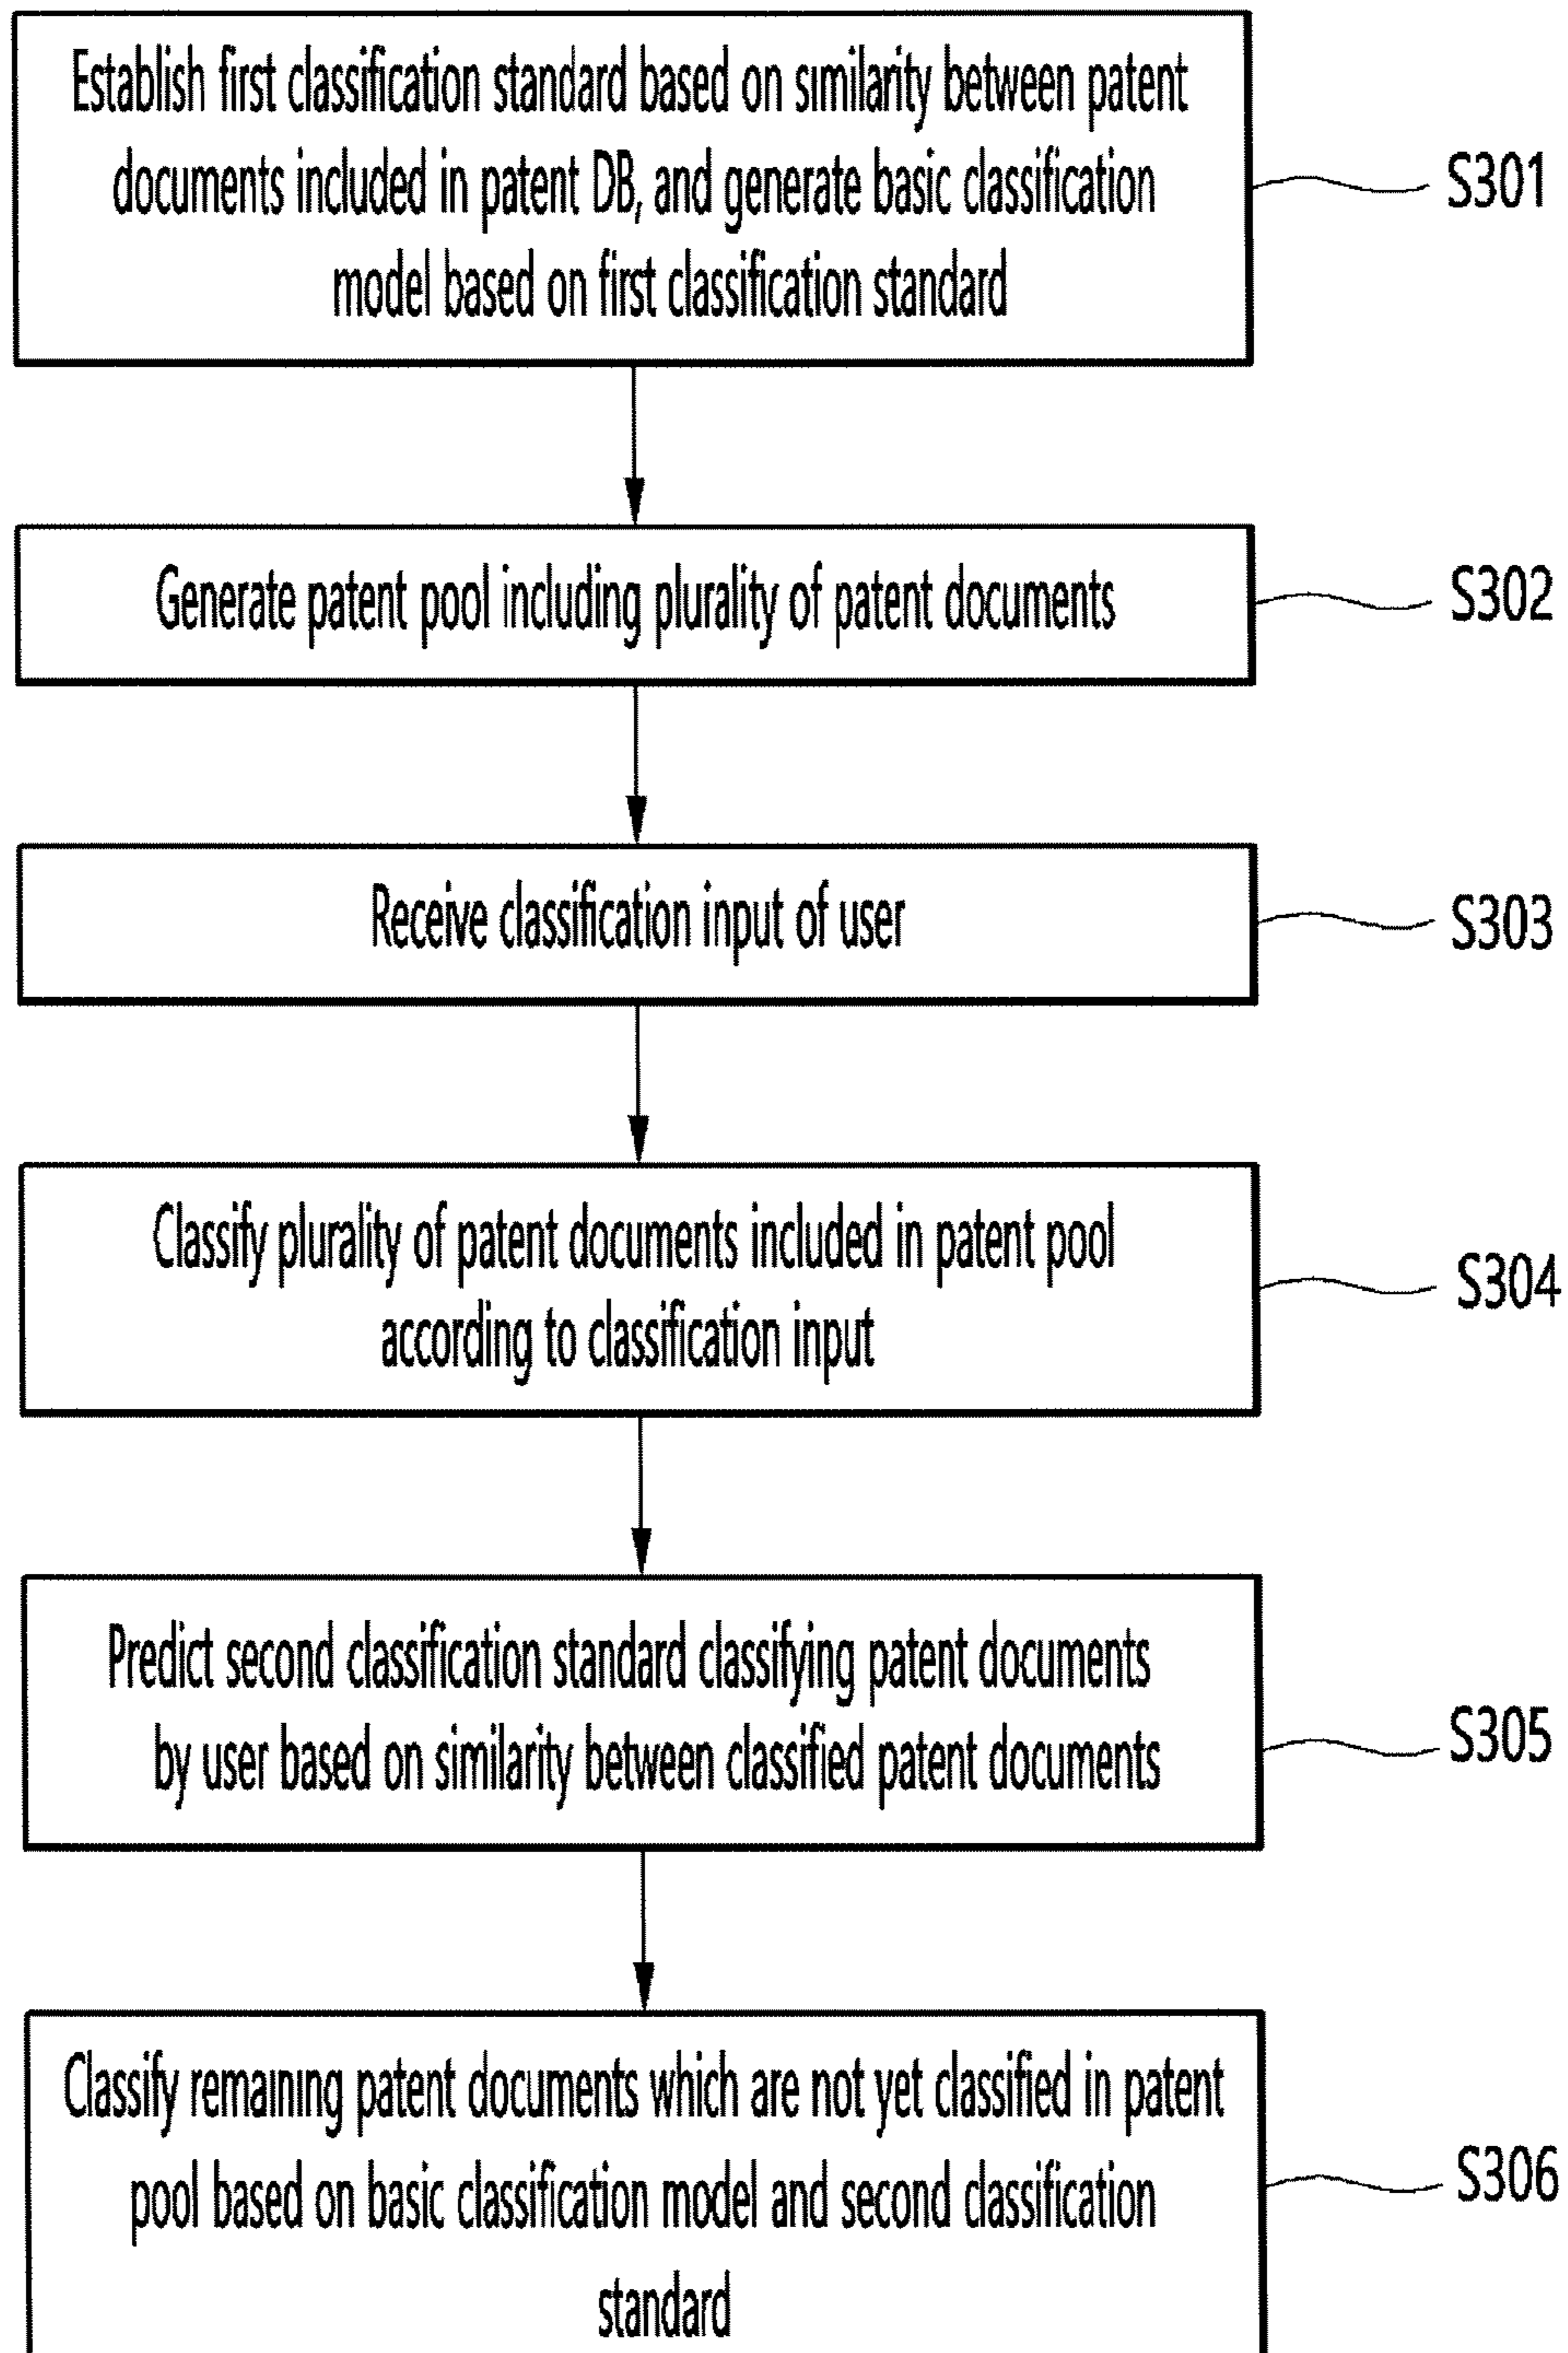 Establish first classification standard based on similarity between patent
documents included in patent DB, and generate basic classification
model based on first classification standard
S301
Generate patent pool including plurality of patent documents
S302
Receive classification input of user
S303
Classify plurality of patent documents included in patent pool
according to classification input
S304
Predict second classification standard classifying patent documents
by user based on similarity between classified patent documents
S305
Classify remaining patent documents which are not yet classified in patent
pool based on basic classification model and second classification
standard
S306